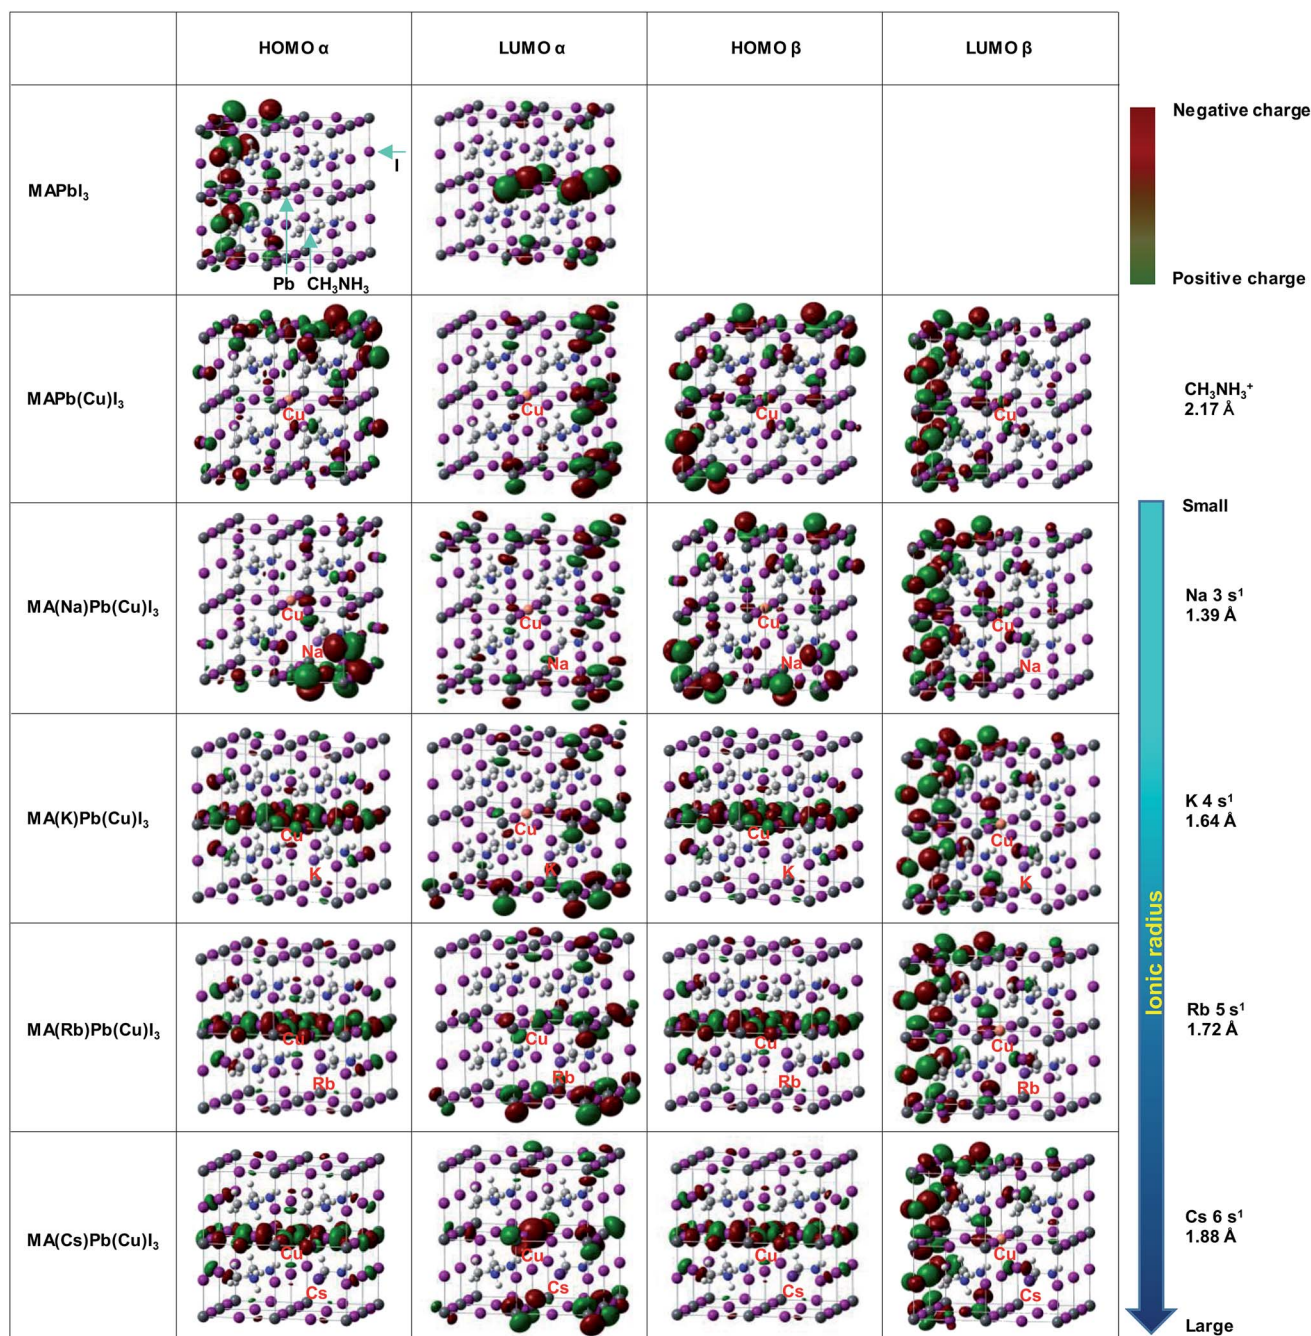 HOMO α
LUMO α
HOMO β
LUMO β
MAPbI₃
I
Pb
CH₃NH₃
Negative charge
Positive charge
MAPb(Cu)I₃
Cu
Cu
Cu
Cu
CH₃NH₃⁺
2.17 Å
Small
MA(Na)Pb(Cu)I₃
Cu
Na
Cu
Na
Cu
Na
Cu
Na
Na 3 s¹
1.39 Å
MA(K)Pb(Cu)I₃
Cu
K
Cu
K
Cu
K
Cu
K
K 4 s¹
1.64 Å
Ionic radius
MA(Rb)Pb(Cu)I₃
Cu
Rb
Cu
Rb
Cu
Rb
Cu
Rb
Rb 5 s¹
1.72 Å
MA(Cs)Pb(Cu)I₃
Cu
Cs
Cu
Cs
Cu
Cs
Cu
Cs
Cs 6 s¹
1.88 Å
Large